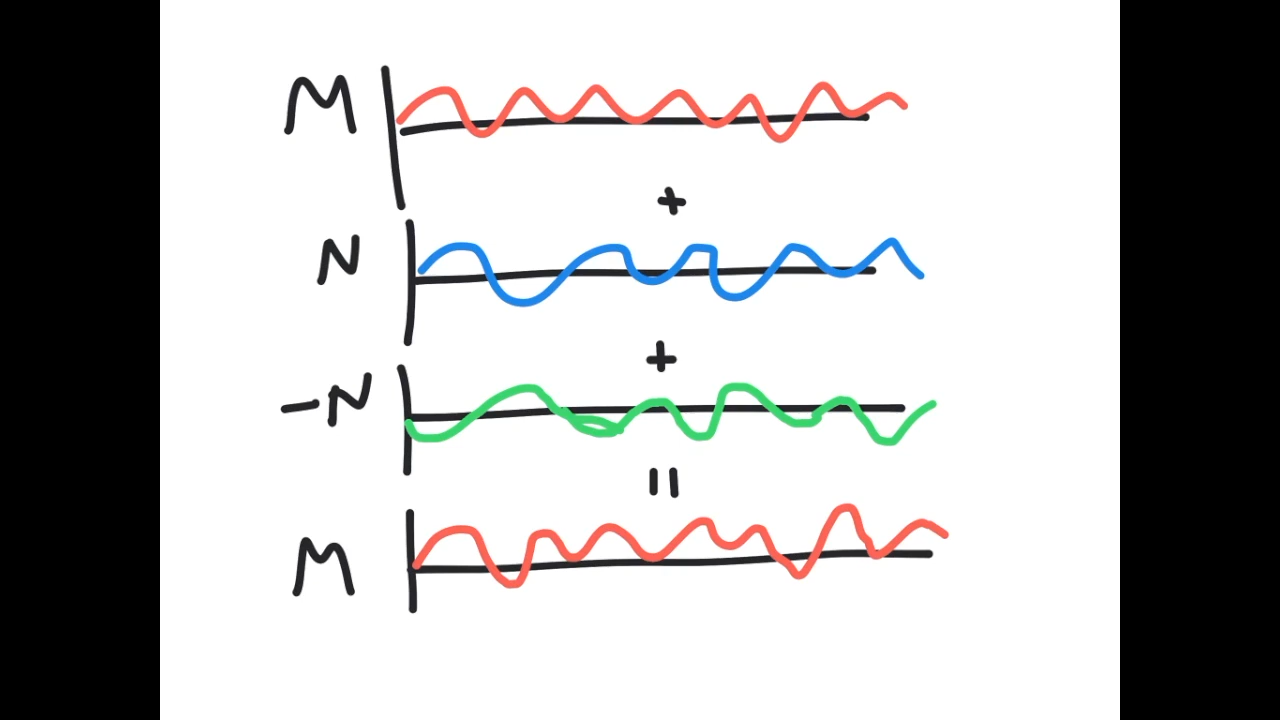 M
+
N
+
-N
=
M